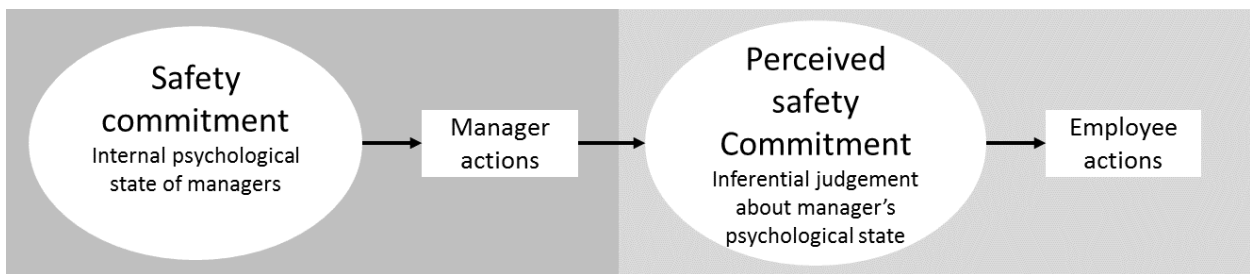 Safety
commitment
Internal psychological
state of managers
Manager
actions
Perceived
safety
Commitment
Inferential judgement
about manager's
psychological state
Employee
actions